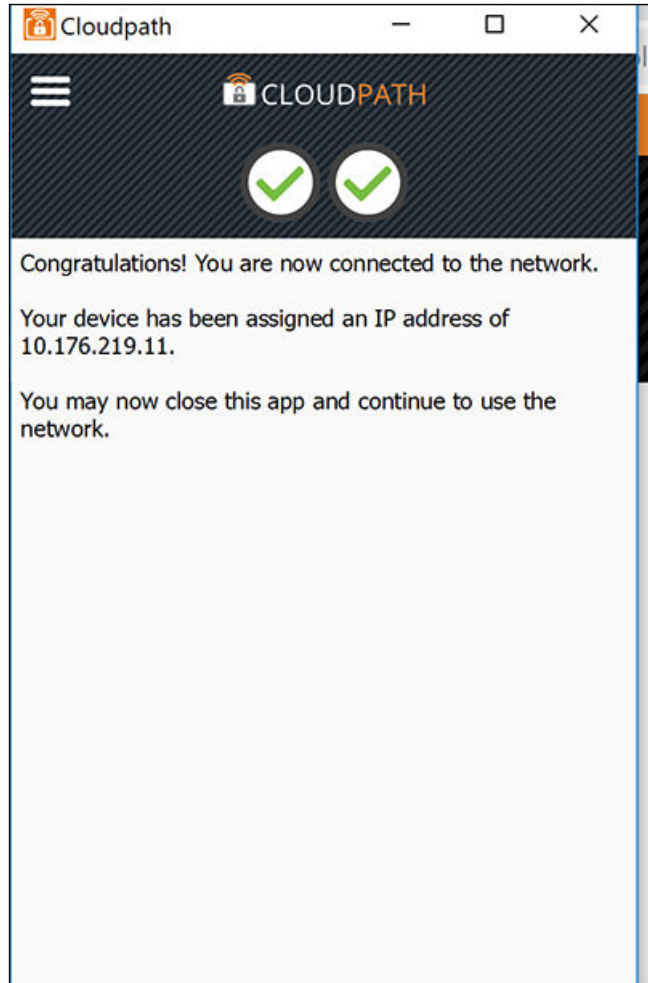 Cloudpath
CLOUDPATH
Congratulations! You are now connected to the network.
Your device has been assigned an IP address of
10.176.219.11.
You may now close this app and continue to use the
network.